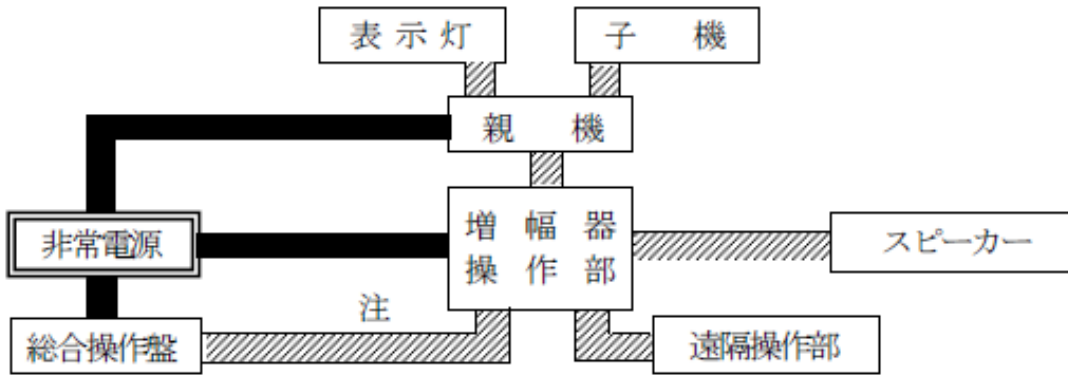 表示灯
子機
親機
増幅器
操作部
非常電源
スピーカー
注
総合操作盤
遠隔操作部